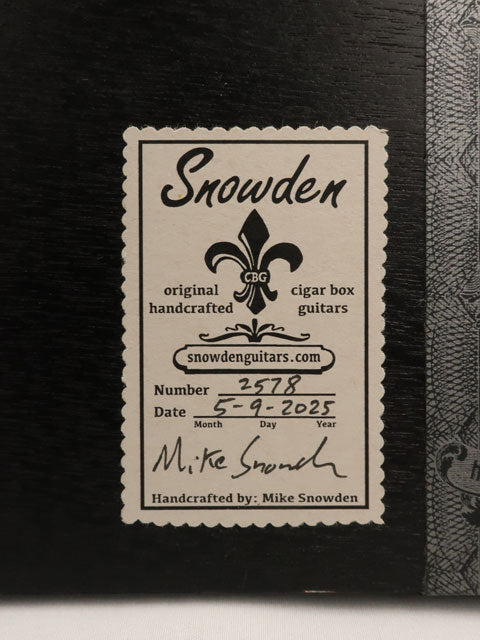 Snowden
CBG
original cigar box
handcrafted guitars
snowdenguitars.com
Number 2578
Date 5-9-2025
Month Day Year
Mike Snowden
Handcrafted by: Mike Snowden